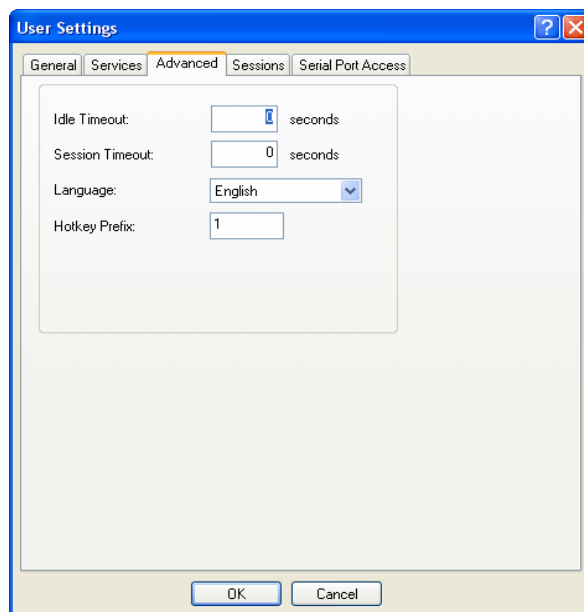 User Settings
General Services Advanced Sessions Serial Port Access
Idle Timeout: 0 seconds
Session Timeout: 0 seconds
Language: English
Hotkey Prefix: 1
OK Cancel